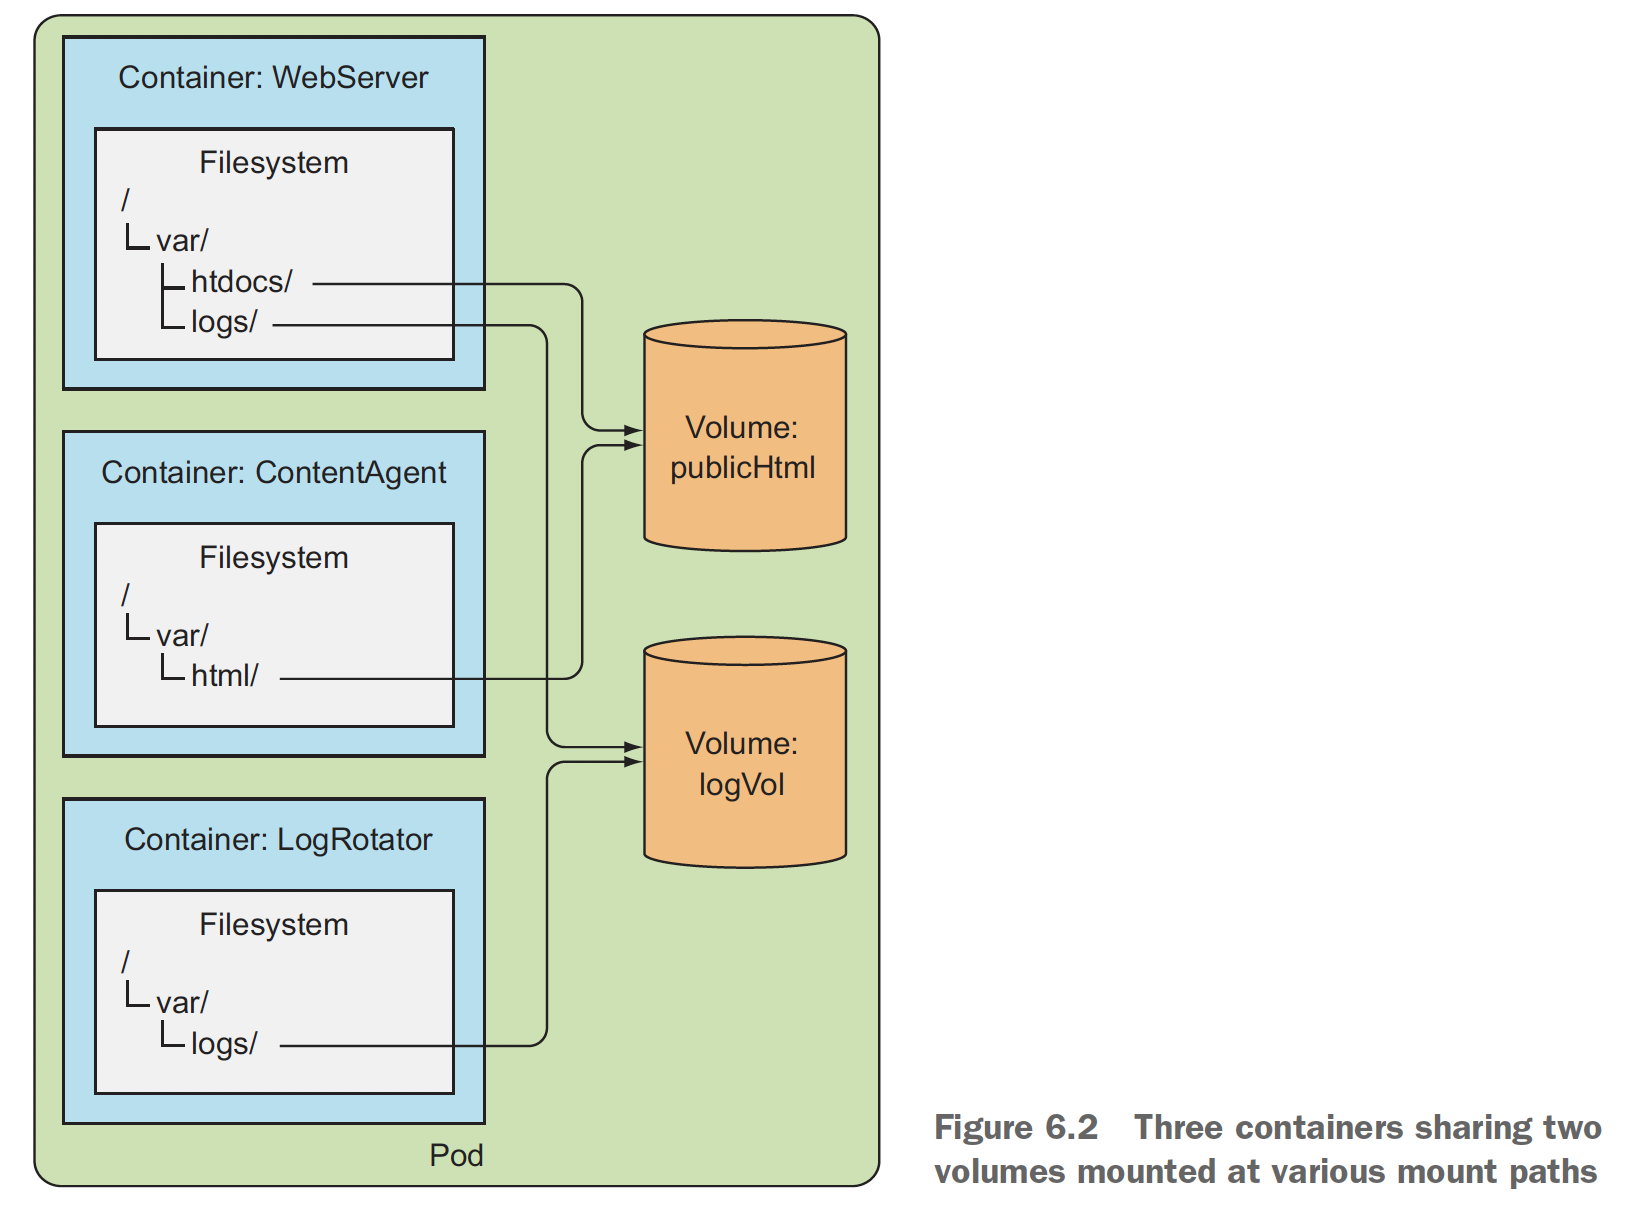 Container: WebServer
Filesystem
/
var/
htdocs/
logs/
Container: ContentAgent
Filesystem
/
var/
html/
Container: LogRotator
Filesystem
/
var/
logs/
Volume:
publicHtml
Volume:
logVol
Pod
Figure 6.2 Three containers sharing two
volumes mounted at various mount paths